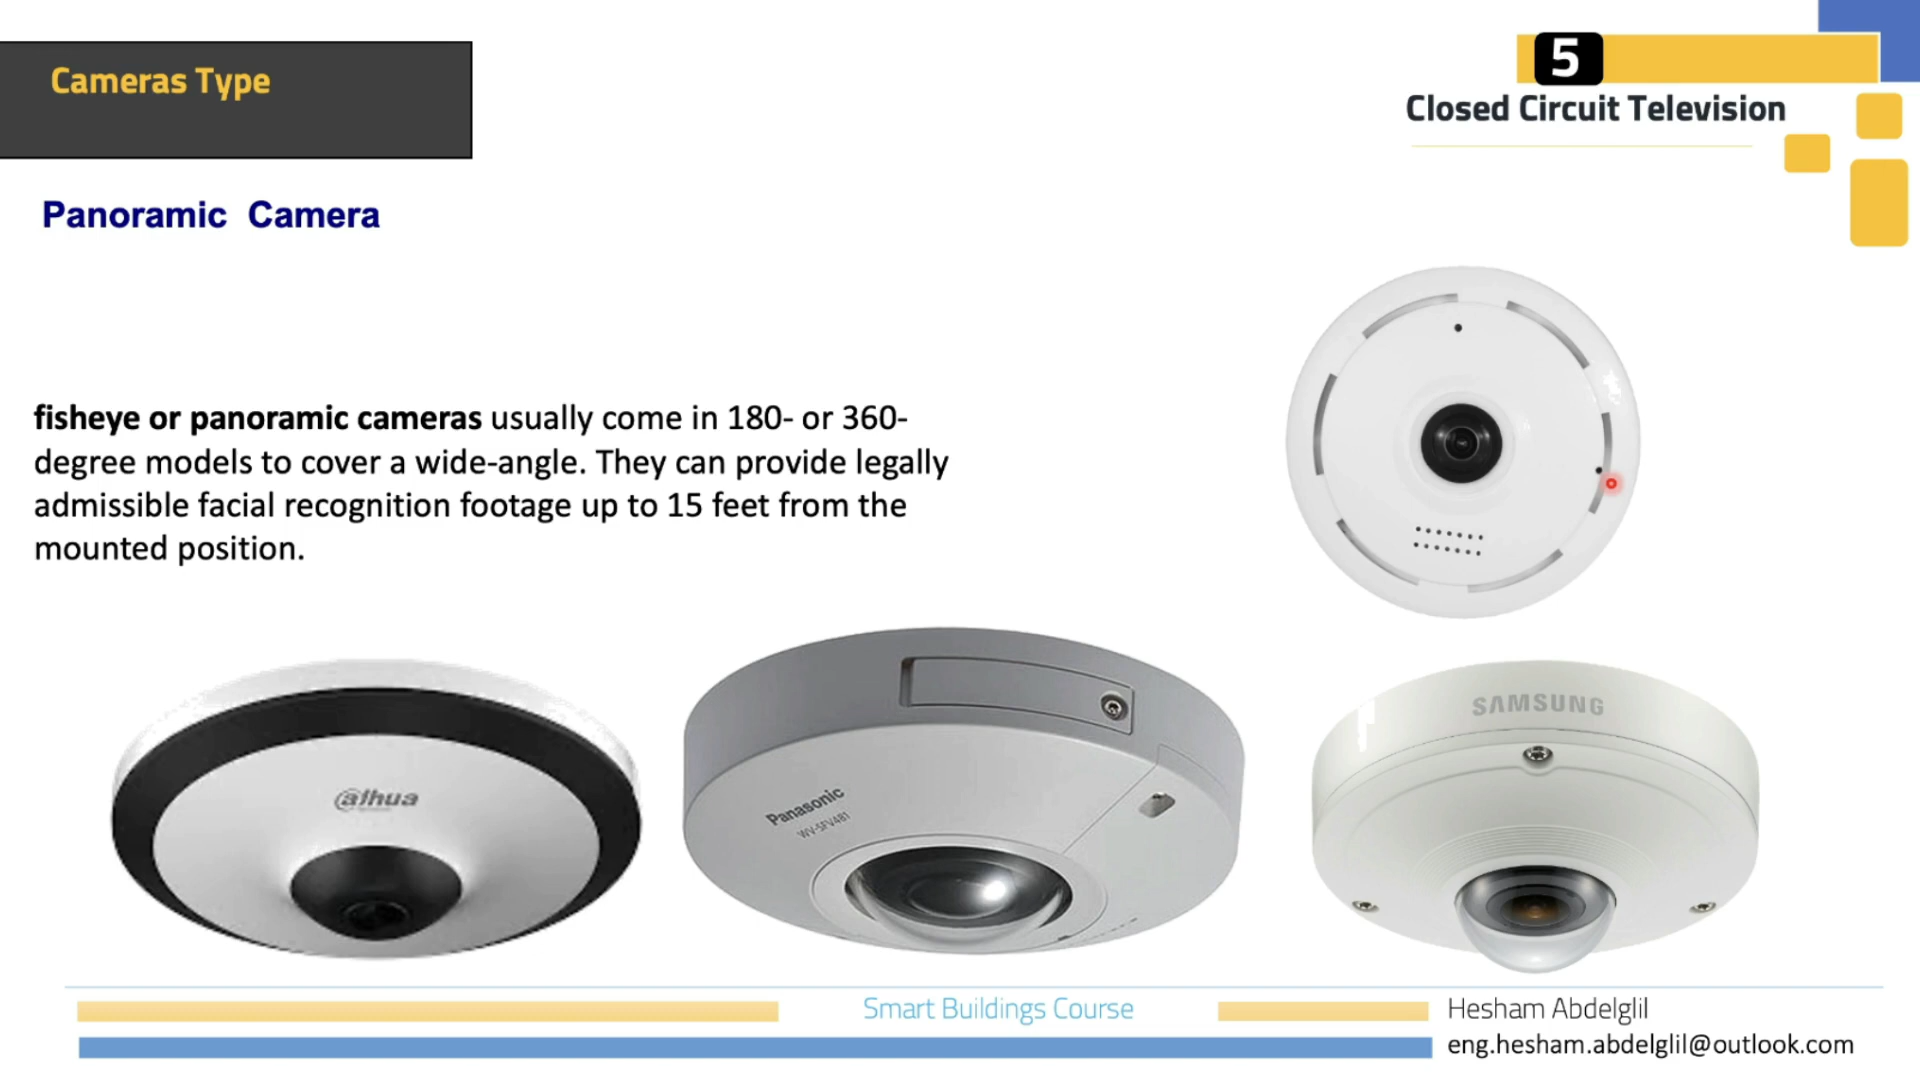 Cameras Type
5
Closed Circuit Television
Panoramic Camera
fisheye or panoramic cameras usually come in 180- or 360-
degree models to cover a wide-angle. They can provide legally
admissible facial recognition footage up to 15 feet from the
mounted position.
alhua
Panasonic
WV-SFV481
SAMSUNG
Smart Buildings Course
Hesham Abdelglil
eng.hesham.abdelglil@outlook.com